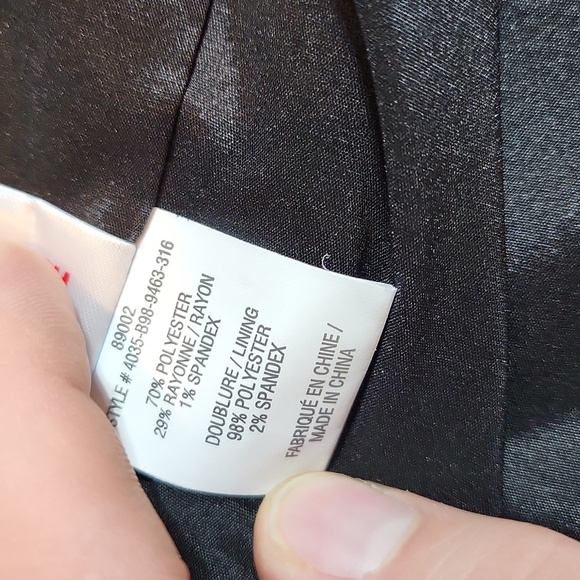 89002
STYLE # 4035-B98-9463-316
70% POLYESTER
29% RAYONNE / RAYON
1% SPANDEX
DOUBLURE / LINING
98% POLYESTER
2% SPANDEX
FABRIQUÉ EN CHINE /
MADE IN CHINA